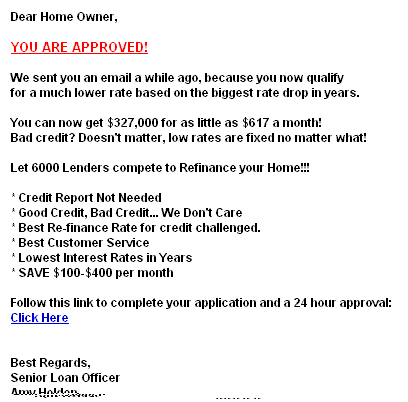 Dear Home Owner,
YOU ARE APPROVED!
We sent you an email a while ago, because you now qualify
for a much lower rate based on the biggest rate drop in years.
You can now get $327,000 for as little as $617 a month!
Bad credit? Doesn't matter, low rates are fixed no matter what!
Let 6000 Lenders compete to Refinance your Home!!!
* Credit Report Not Needed
* Good Credit, Bad Credit... We Don't Care
* Best Re-finance Rate for credit challenged.
* Best Customer Service
* Lowest Interest Rates in Years
* SAVE $100-$400 per month
Follow this link to complete your application and a 24 hour approval:
Click Here
Best Regards,
Senior Loan Officer
Amy